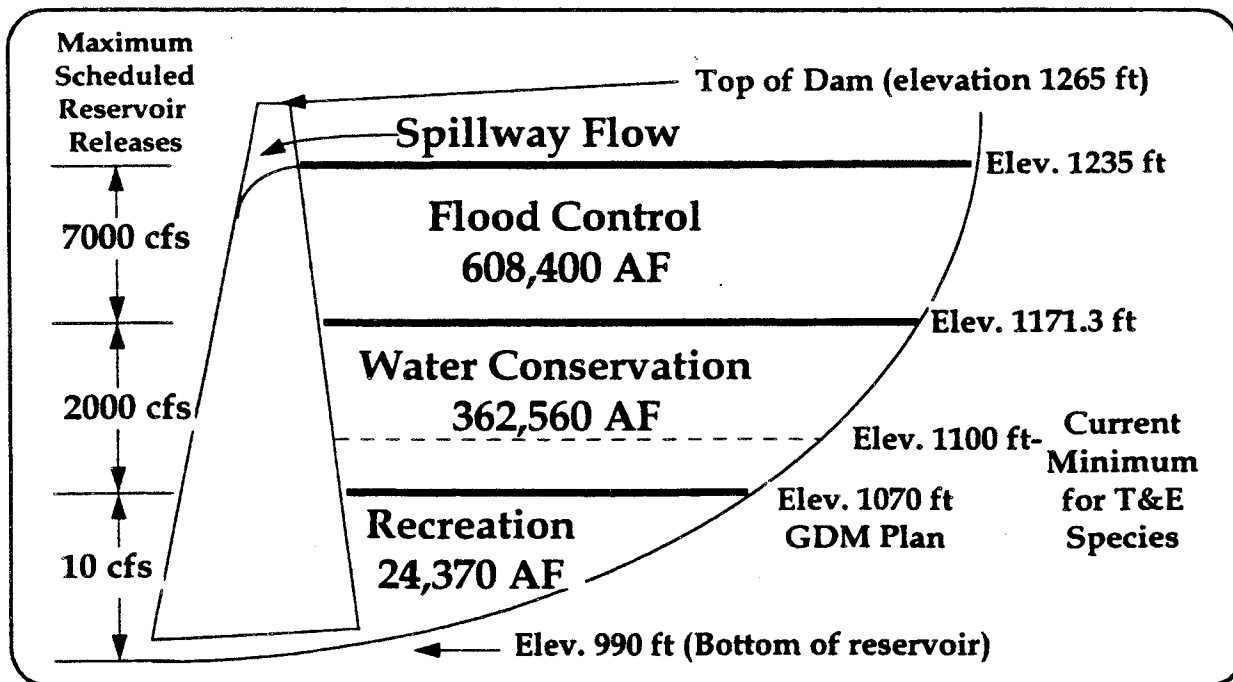 Maximum
Scheduled
Reservoir
Releases
Top of Dam (elevation 1265 ft)
Spillway Flow
Elev. 1235 ft
7000 cfs
Flood Control
608,400 AF
Elev. 1171.3 ft
2000 cfs
Water Conservation
362,560 AF
Elev. 1100 ft-
Current
Minimum
for T&E
Species
Elev. 1070 ft
GDM Plan
10 cfs
Recreation
24,370 AF
Elev. 990 ft (Bottom of reservoir)